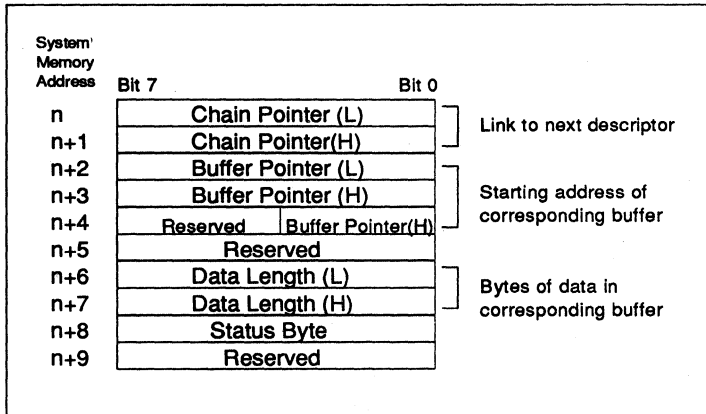 System'
Memory
Address
Bit 7 Bit 0
n Chain Pointer (L)
n+1 Chain Pointer(H)
Link to next descriptor
n+2 Buffer Pointer (L)
n+3 Buffer Pointer (H)
n+4 Reserved Buffer Pointer(H)
Starting address of
corresponding buffer
n+5 Reserved
n+6 Data Length (L)
n+7 Data Length (H)
Bytes of data in
corresponding buffer
n+8 Status Byte
n+9 Reserved